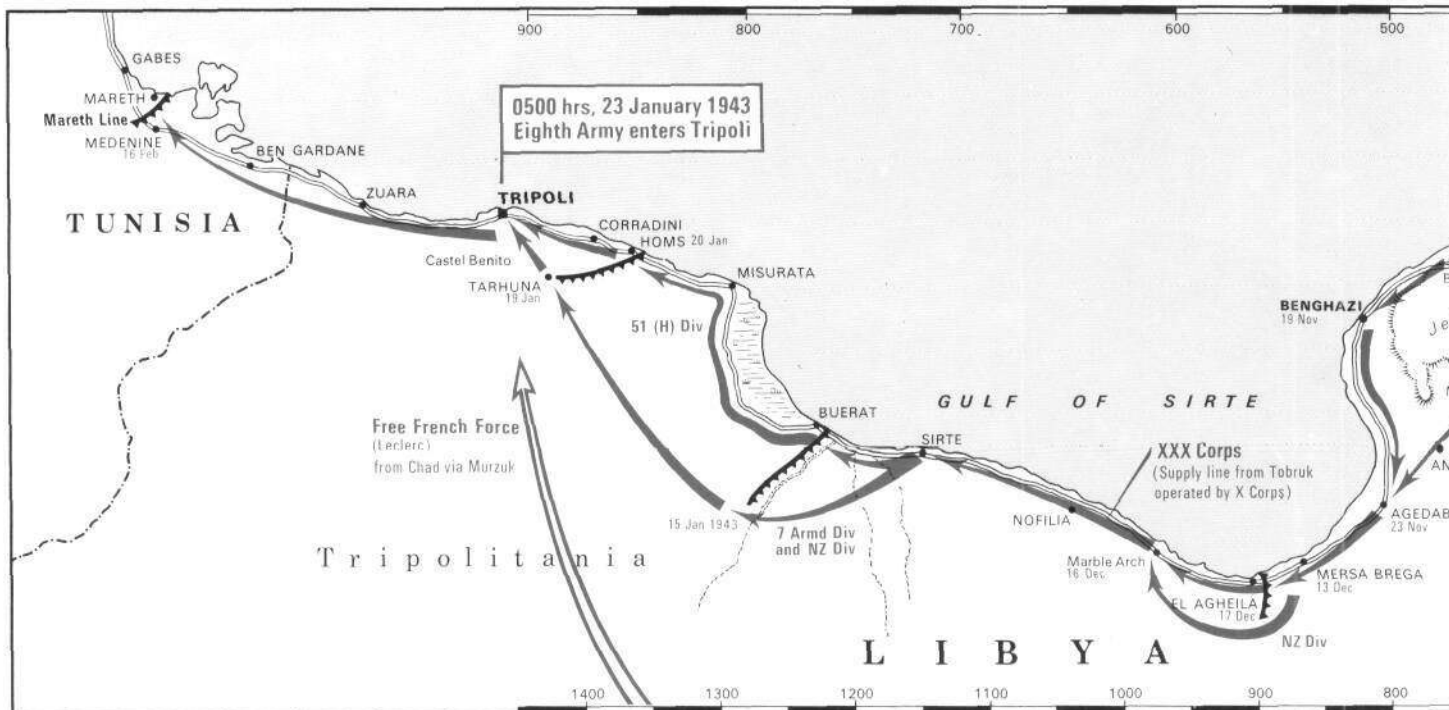 900
800
700
600
500
GABES
MARETH
Mareth Line
MEDENINE
16 Feb
BEN GARDANE
ZUARA
TUNISIA
0500 hrs, 23 January 1943
Eighth Army enters Tripoli
TRIPOLI
CORRADINI
HOMS 20 Jan
Castel Benito
TARHUNA
19 Jan
MISURATA
51 (H) Div
BENGHAZI
19 Nov
Je
Free French Force
(Leclerc)
from Chad via Murzuk
BUERAT
SIRTE
GULF OF SIRTE
XXX Corps
(Supply line from Tobruk
operated by X Corps)
15 Jan 1943
7 Armd Div
and NZ Div
NOFILIA
AN
AGEDAB
23 Nov
Tripolitania
Marble Arch
16 Dec
EL AGHEILA
17 Dec
MERSA BREGA
13 Dec
NZ Div
LIBYA
1400
1300
1200
1100
1000
900
800